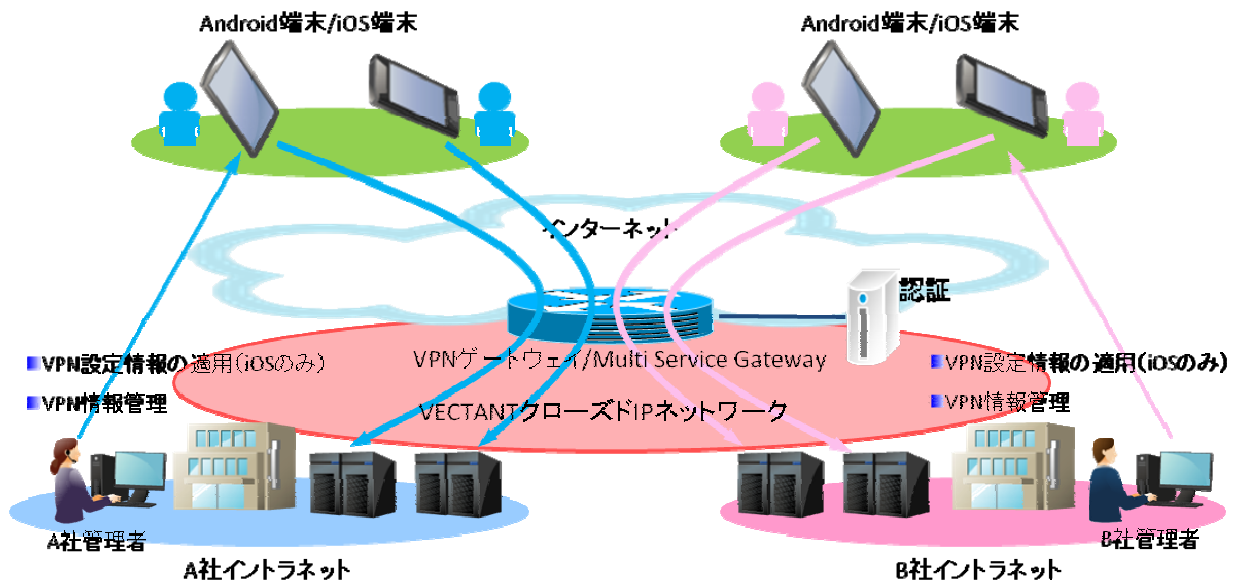 Android端末/iOS端末
Android端末/iOS端末
インターネット
認証
VPNゲートウェイ/Multi Service Gateway
VPN設定情報の適用(iOSのみ)
VPN情報管理
VPN設定情報の適用(iOSのみ)
VPN情報管理
VECTANTクローズドIPネットワーク
A社管理者
B社管理者
A社イントラネット
B社イントラネット